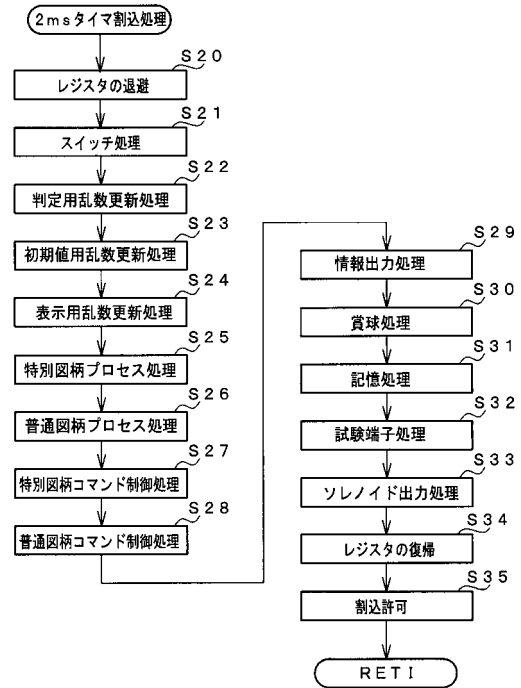 2msタイマ割込処理
S20
レジスタの退避
S21
スイッチ処理
S22
判定用乱数更新処理
S23
初期値用乱数更新処理
S24
表示用乱数更新処理
S25
特別図柄プロセス処理
S26
普通図柄プロセス処理
S27
特別図柄コマンド制御処理
S28
普通図柄コマンド制御処理
S29
情報出力処理
S30
賞球処理
S31
記憶処理
S32
試験端子処理
S33
ソレノイド出力処理
S34
レジスタの復帰
S35
割込許可
RETI